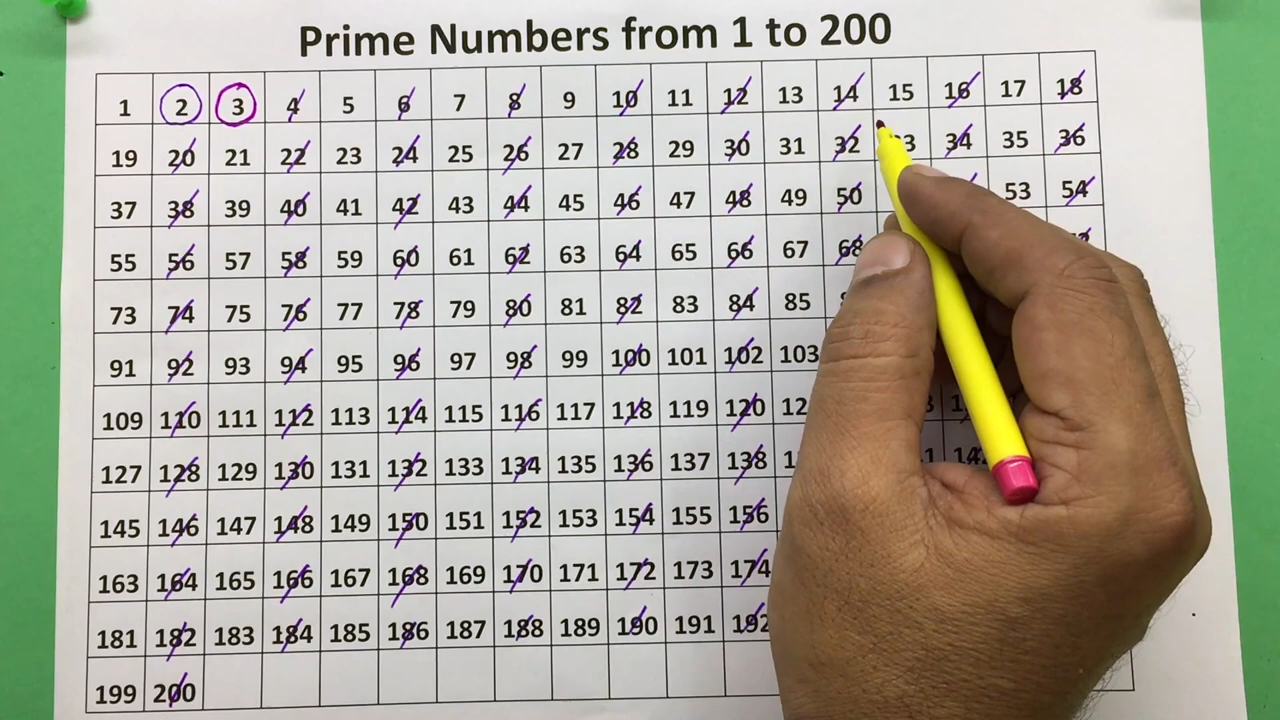 Prime Numbers from 1 to 200
1 2 3 4 5 6 7 8 9 10 11 12 13 14 15 16 17 18
19 20 21 22 23 24 25 26 27 28 29 30 31 32 34 35 36
37 38 39 40 41 42 43 44 45 46 47 48 49 50 53 54
55 56 57 58 59 60 61 62 63 64 65 66 67 68
73 74 75 76 77 78 79 80 81 82 83 84 85
91 92 93 94 95 96 97 98 99 100 101 102 103
109 110 111 112 113 114 115 116 117 118 119 120
127 128 129 130 131 132 133 134 135 136 137 138
145 146 147 148 149 150 151 152 153 154 155 156
163 164 165 166 167 168 169 170 171 172 173 174
181 182 183 184 185 186 187 188 189 190 191 192
199 200